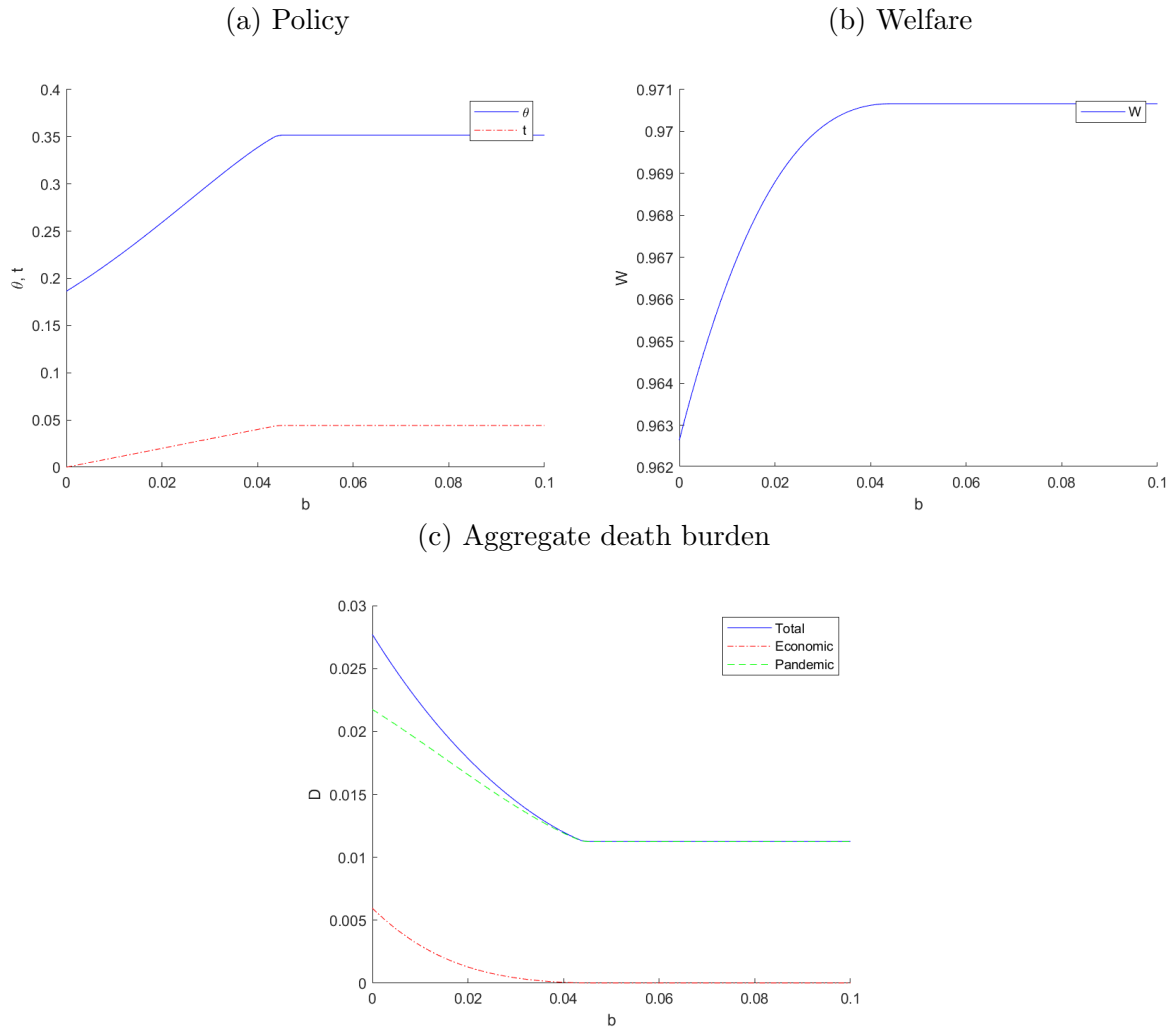 (a) Policy
0.4
0.35
0.3
0.25
0.2
0.15
0.1
0.05
0
θ, t
θ
t
0
0.02
0.04
0.06
0.08
0.1
b
(b) Welfare
0.971
0.97
0.969
0.968
0.967
0.966
0.965
0.964
0.963
0.962
W
W
0
0.02
0.04
0.06
0.08
0.1
b
(c) Aggregate death burden
0.03
0.025
0.02
0.015
0.01
0.005
0
D
Total
Economic
Pandemic
0
0.02
0.04
0.06
0.08
0.1
b